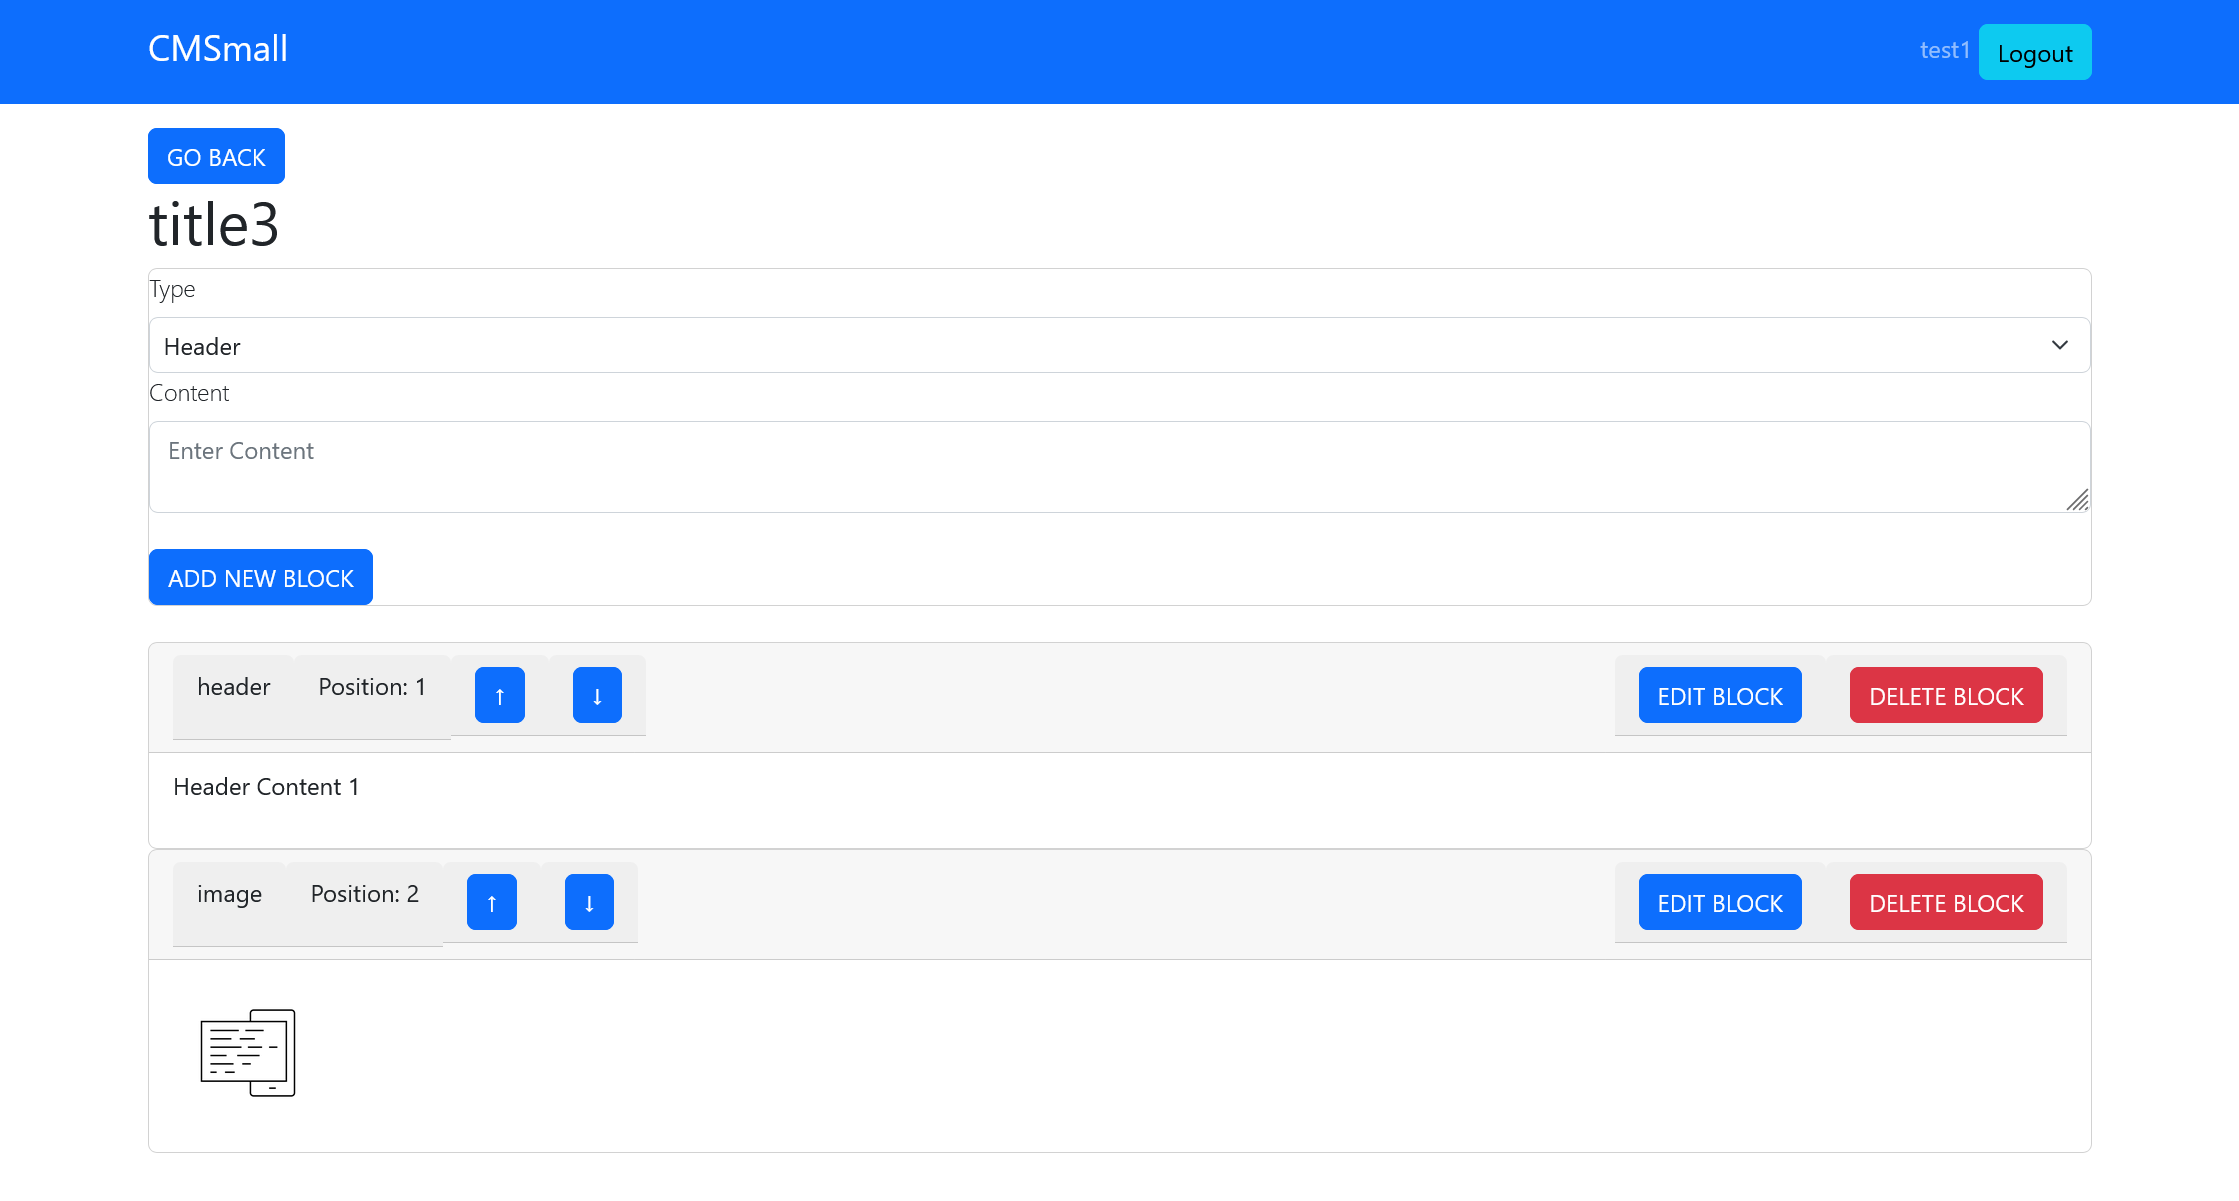 CMSmall
test1 Logout
GO BACK
title3
Type
Header
Content
Enter Content
ADD NEW BLOCK
header Position: 1 ↑ ↓ EDIT BLOCK DELETE BLOCK
Header Content 1
image Position: 2 ↑ ↓ EDIT BLOCK DELETE BLOCK